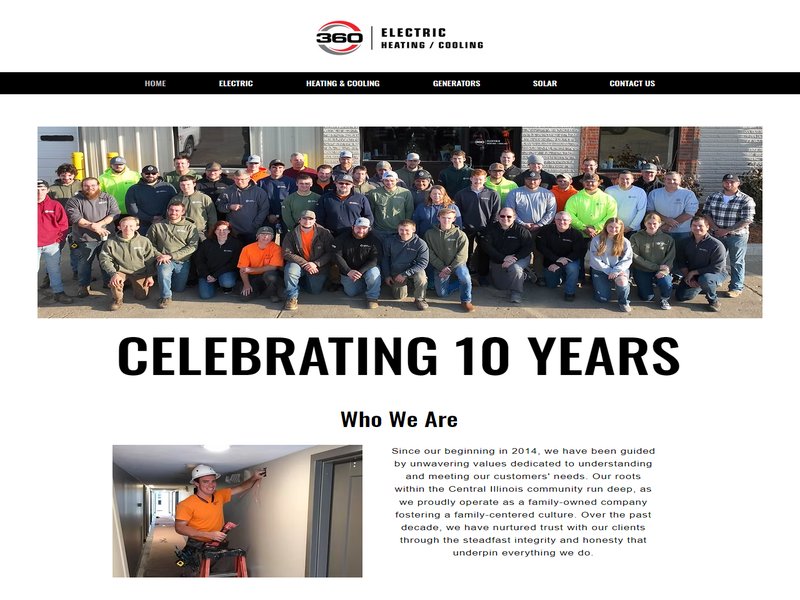 360
ELECTRIC
HEATING / COOLING
HOME ELECTRIC HEATING & COOLING GENERATORS SOLAR CONTACT US
CELEBRATING 10 YEARS
Who We Are
Since our beginning in 2014, we have been guided
by unwavering values dedicated to understanding
and meeting our customers' needs. Our roots
within the Central Illinois community run deep, as
we proudly operate as a family-owned company
fostering a family-centered culture. Over the past
decade, we have nurtured trust with our clients
through the steadfast integrity and honesty that
underpin everything we do.